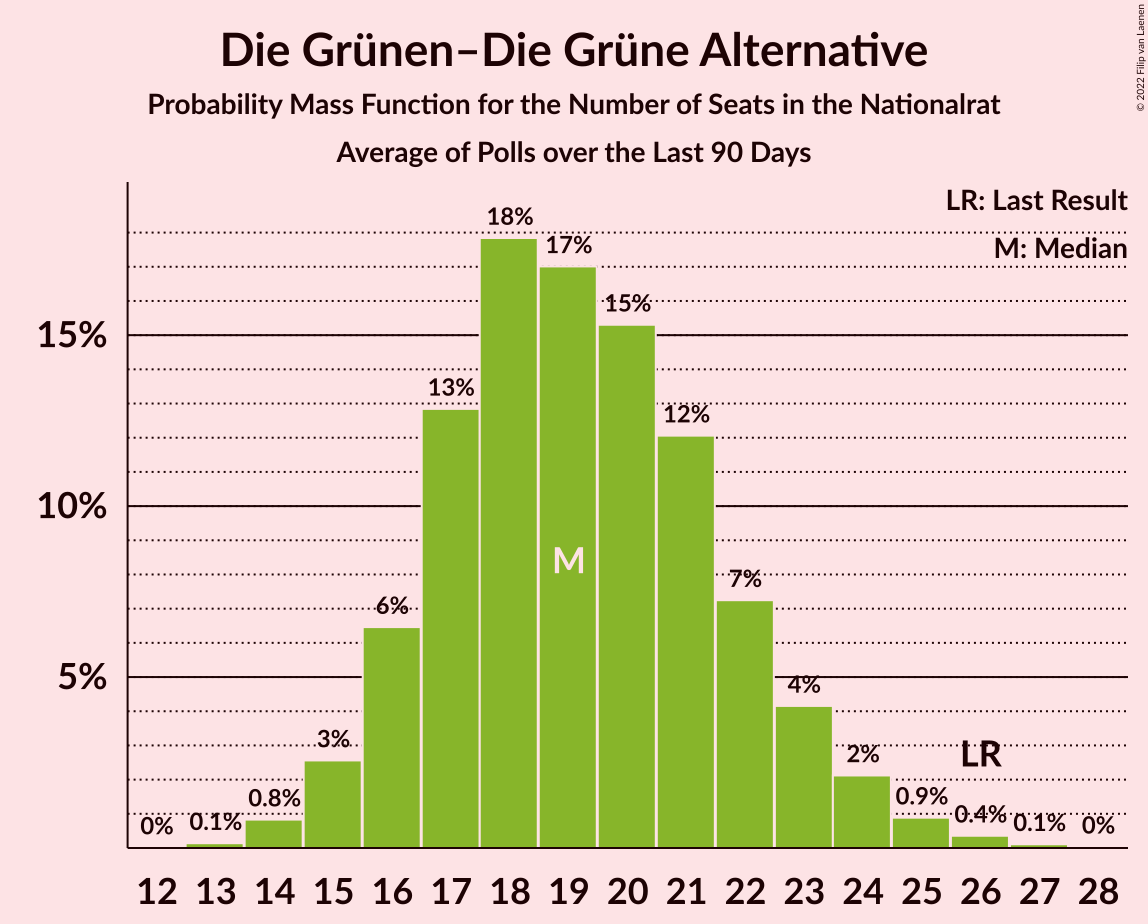 Die Grünen–Die Grüne Alternative
Probability Mass Function for the Number of Seats in the Nationalrat
Average of Polls over the Last 90 Days
© 2022 Filip van Laenen
LR: Last Result
M: Median
15%
10%
5%
0%
0.1%
0.8%
3%
6%
13%
18%
17%
15%
12%
7%
4%
2%
0.9%
0.4%
0.1%
0%
M
LR
12 13 14 15 16 17 18 19 20 21 22 23 24 25 26 27 28